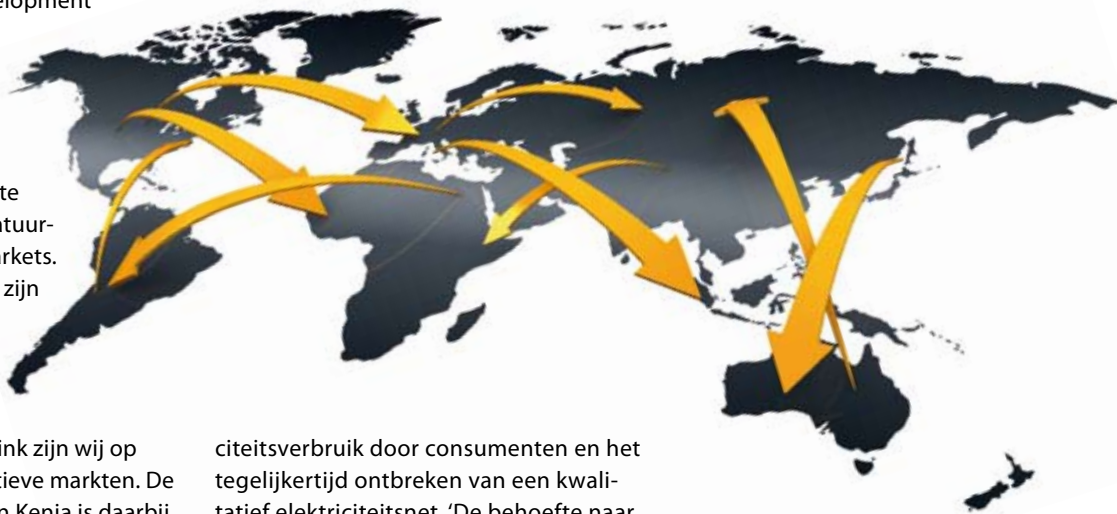 elopment
te
atuur-
arkets.
zijn
ink zijn wij op
tieve markten. De
n Kenia is daarbij
citeitsverbruik door consumenten en het
tegelijkertijd ontbreken van een kwali-
tatief elektriciteitsnet. ‘De behoefte naar